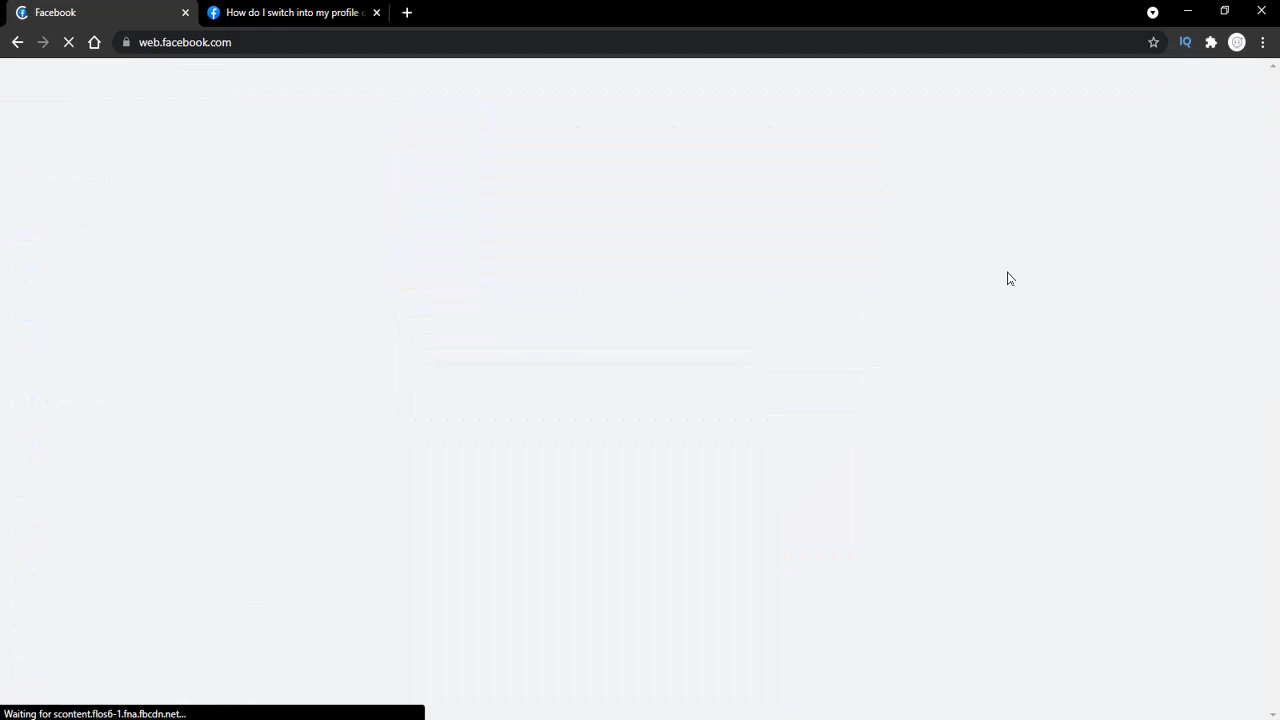 Facebook
How do I switch into my profile
web.facebook.com
IQ
Waiting for scontent.flos6-1.fna.fbcdn.net...